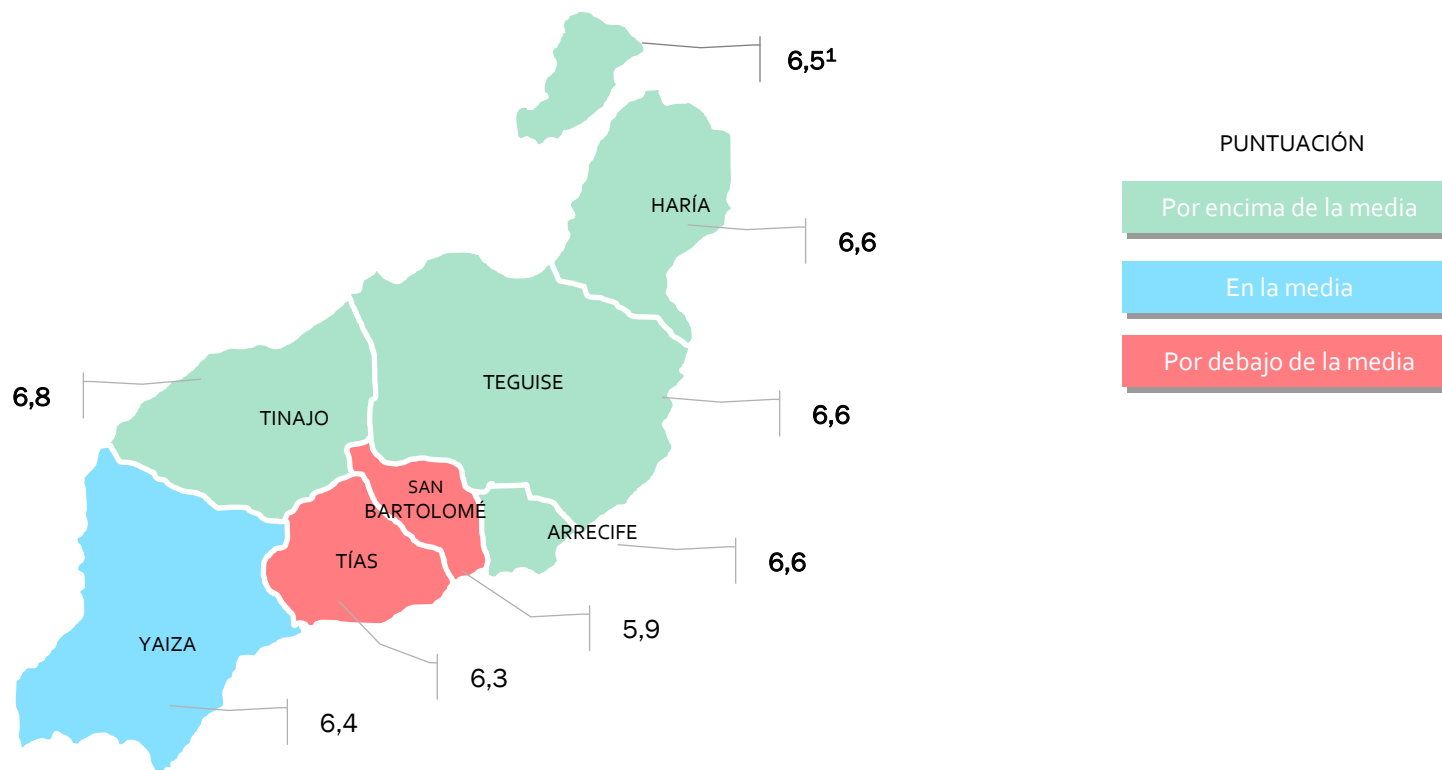 6,5¹
PUNTUACIÓN
Por encima de la media
HARÍA
6,6
En la media
Por debajo de la media
TEGUISE
6,8
6,6
TINAJO
SAN
BARTOLOMÉ
ARRECIFE
TÍAS
6,6
5,9
YAIZA
6,3
6,4